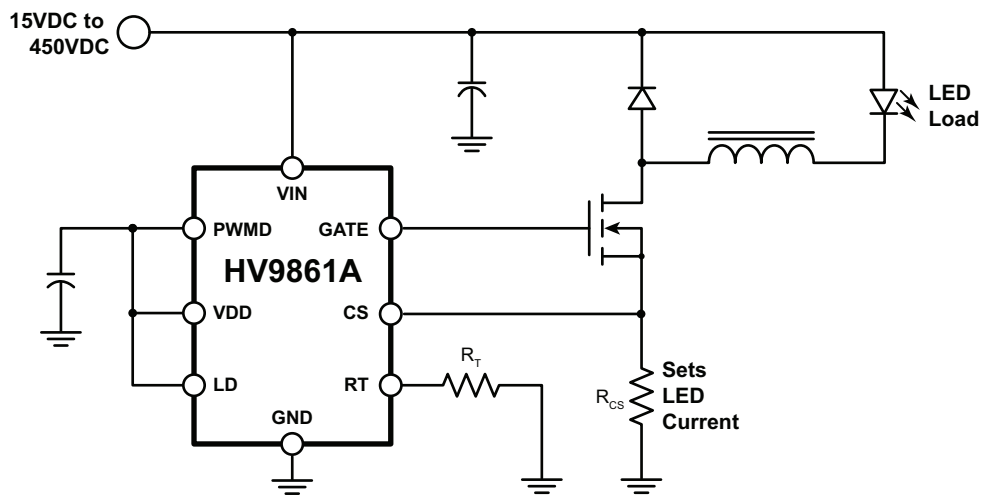 15VDC to
450VDC
LED
Load
VIN
PWMD
GATE
HV9861A
VDD
CS
LD
RT
GND
RT
RCS
Sets
LED
Current